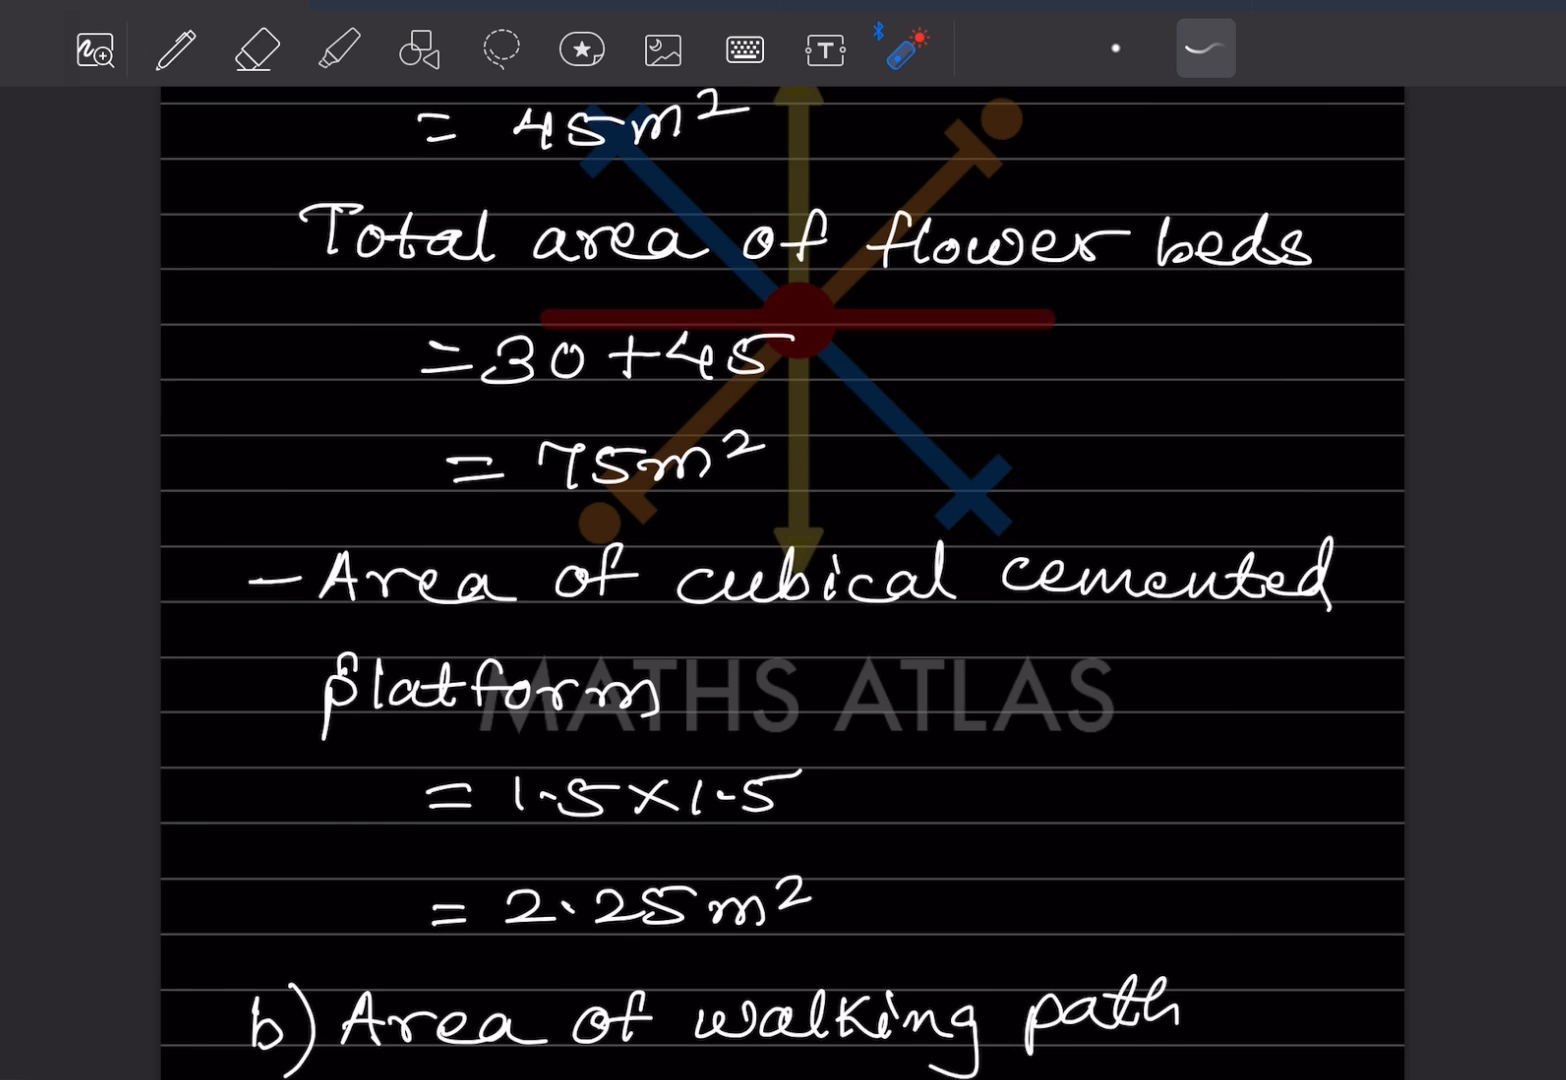 = 45m²
Total area of flower beds
=30+45
= 75m²
- Area of cubical cemented
platform
MATHS ATLAS
= 1.5×1.5
= 2.25m²
b) Area of walking path